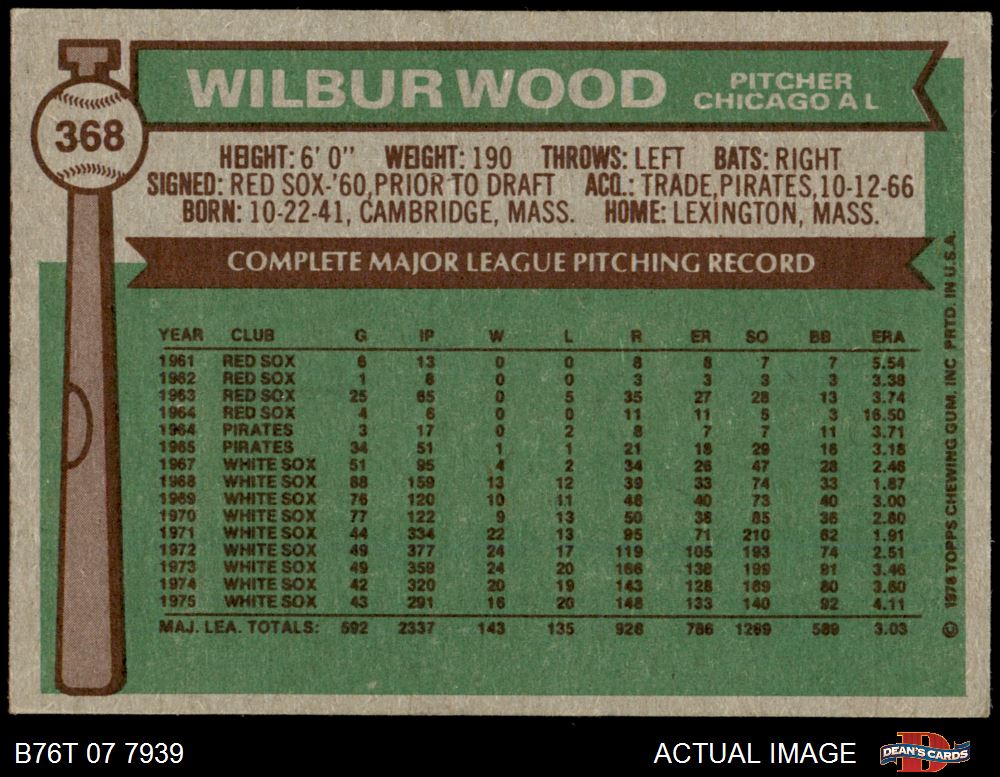 368
WILBUR WOOD PITCHER CHICAGO A L
HEIGHT: 6' 0" WEIGHT: 190 THROWS: LEFT BATS: RIGHT
SIGNED: RED SOX-'60, PRIOR TO DRAFT ACQ.: TRADE, PIRATES, 10-12-66
BORN: 10-22-41, CAMBRIDGE, MASS. HOME: LEXINGTON, MASS.
COMPLETE MAJOR LEAGUE PITCHING RECORD
YEAR CLUB G IP W L R ER SO BB ERA
1961 RED SOX 6 13 0 0 8 8 7 7 5.54
1962 RED SOX 1 8 0 0 3 3 3 3 3.38
1963 RED SOX 25 65 0 5 35 27 28 13 3.74
1964 RED SOX 4 6 0 0 11 11 5 3 16.50
1964 PIRATES 3 17 0 2 8 7 7 11 3.71
1965 PIRATES 34 51 1 1 21 18 29 16 3.18
1967 WHITE SOX 51 95 4 2 34 26 47 28 2.46
1968 WHITE SOX 88 159 13 12 39 33 74 33 1.87
1969 WHITE SOX 76 120 10 11 48 40 73 40 3.00
1970 WHITE SOX 77 122 9 13 50 38 85 36 2.80
1971 WHITE SOX 44 334 22 13 95 71 210 62 1.91
1972 WHITE SOX 49 377 24 17 119 105 193 74 2.51
1973 WHITE SOX 49 359 24 20 166 138 199 91 3.46
1974 WHITE SOX 42 320 20 19 143 128 169 80 3.60
1975 WHITE SOX 43 291 16 20 148 133 140 92 4.11
MAJ. LEA. TOTALS: 592 2337 143 135 928 786 1269 589 3.03
© 1976 TOPPS CHEWING GUM, INC PRTD. IN U.S.A.
B76T 07 7939 ACTUAL IMAGE D DEAN'S CARDS